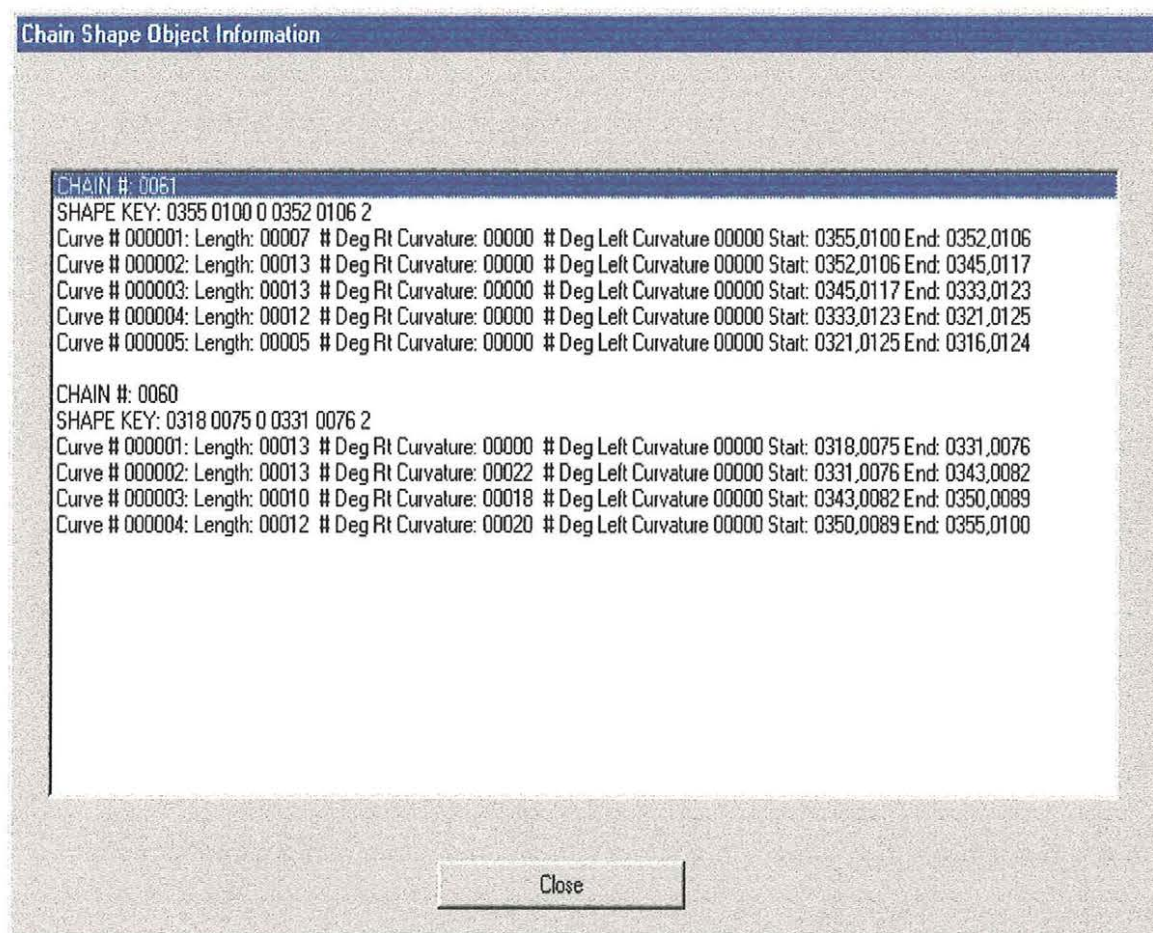 Chain Shape Object Information
CHAIN #: 0061
SHAPE KEY: 0355 0100 0 0352 0106 2
Curve # 000001: Length: 00007 # Deg Rt Curvature: 00000 # Deg Left Curvature 00000 Start: 0355,0100 End: 0352,0106
Curve # 000002: Length: 00013 # Deg Rt Curvature: 00000 # Deg Left Curvature 00000 Start: 0352,0106 End: 0345,0117
Curve # 000003: Length: 00013 # Deg Rt Curvature: 00000 # Deg Left Curvature 00000 Start: 0345,0117 End: 0333,0123
Curve # 000004: Length: 00012 # Deg Rt Curvature: 00000 # Deg Left Curvature 00000 Start: 0333,0123 End: 0321,0125
Curve # 000005: Length: 00005 # Deg Rt Curvature: 00000 # Deg Left Curvature 00000 Start: 0321,0125 End: 0316,0124
CHAIN #: 0060
SHAPE KEY: 0318 0075 0 0331 0076 2
Curve # 000001: Length: 00013 # Deg Rt Curvature: 00000 # Deg Left Curvature 00000 Start: 0318,0075 End: 0331,0076
Curve # 000002: Length: 00013 # Deg Rt Curvature: 00022 # Deg Left Curvature 00000 Start: 0331,0076 End: 0343,0082
Curve # 000003: Length: 00010 # Deg Rt Curvature: 00018 # Deg Left Curvature 00000 Start: 0343,0082 End: 0350,0089
Curve # 000004: Length: 00012 # Deg Rt Curvature: 00020 # Deg Left Curvature 00000 Start: 0350,0089 End: 0355,0100
Close